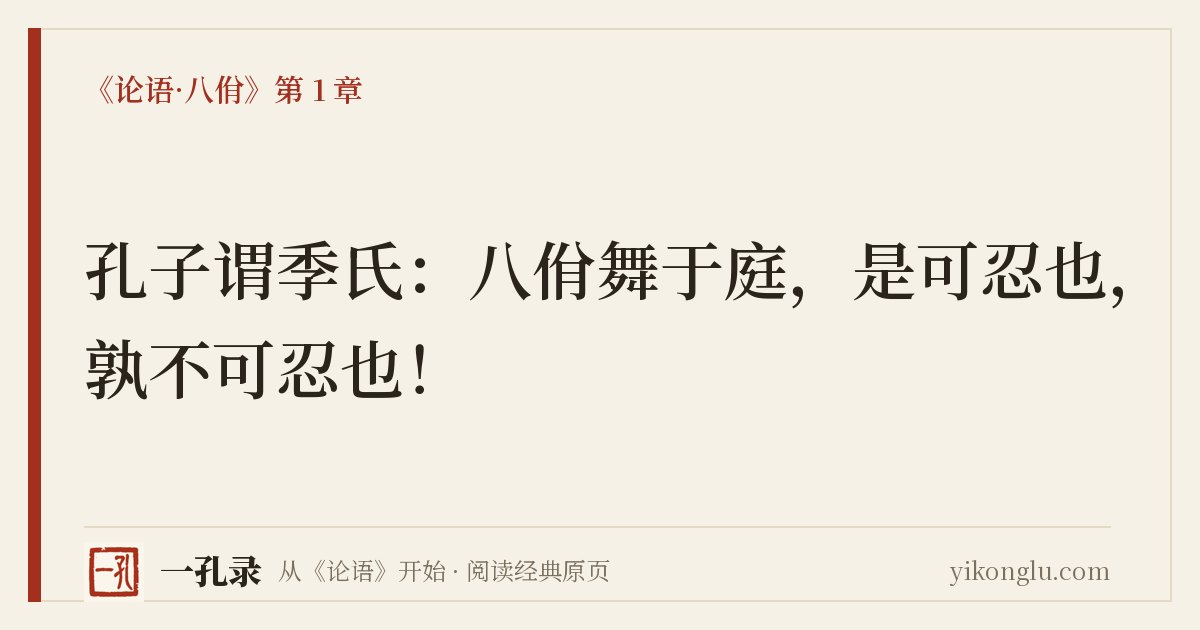 《论语·八佾》第 1 章
孔子谓季氏：八佾舞于庭，是可忍也，
孰不可忍也！
一孔
一孔录 从《论语》开始 · 阅读经典原页
yikonglu.com